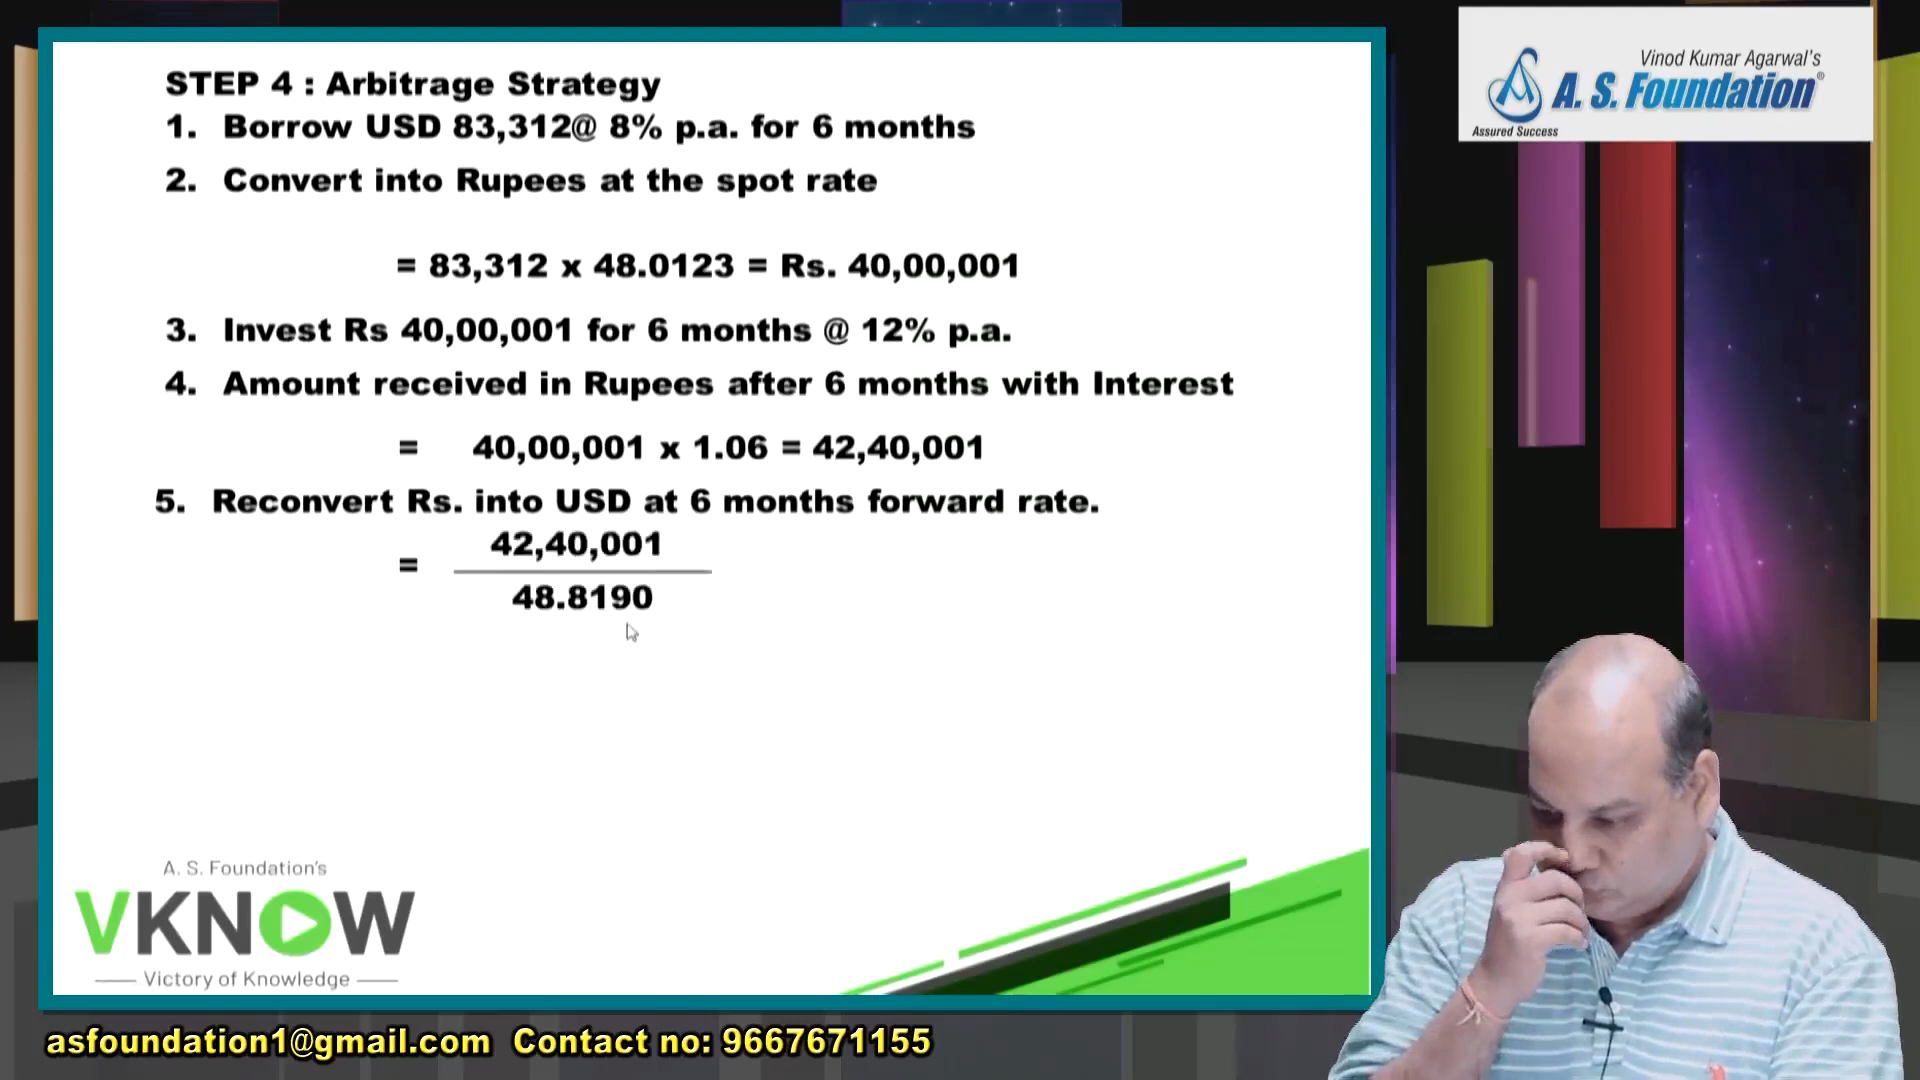 STEP 4 : Arbitrage Strategy
1. Borrow USD 83,312@ 8% p.a. for 6 months
2. Convert into Rupees at the spot rate
= 83,312 x 48.0123 = Rs. 40,00,001
3. Invest Rs 40,00,001 for 6 months @ 12% p.a.
4. Amount received in Rupees after 6 months with Interest
= 40,00,001 x 1.06 = 42,40,001
5. Reconvert Rs. into USD at 6 months forward rate.
42,40,001
=
48.8190
A. S. Foundation's
VKNOW
Victory of Knowledge
Vinod Kumar Agarwal's
A. S. Foundation®
Assured Success
asfoundation1@gmail.com Contact no: 9667671155